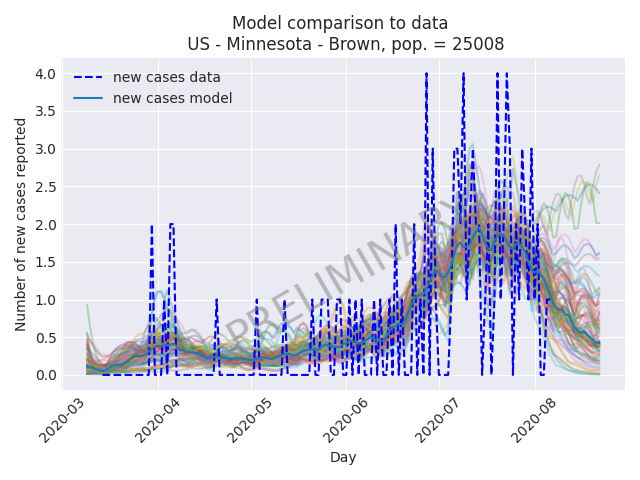 Model comparison to data
US - Minnesota - Brown, pop. = 25008
new cases data
new cases model
PRELIMINARY
Number of new cases reported
4.0
3.5
3.0
2.5
2.0
1.5
1.0
0.5
0.0
2020-03
2020-04
2020-05
2020-06
2020-07
2020-08
Day